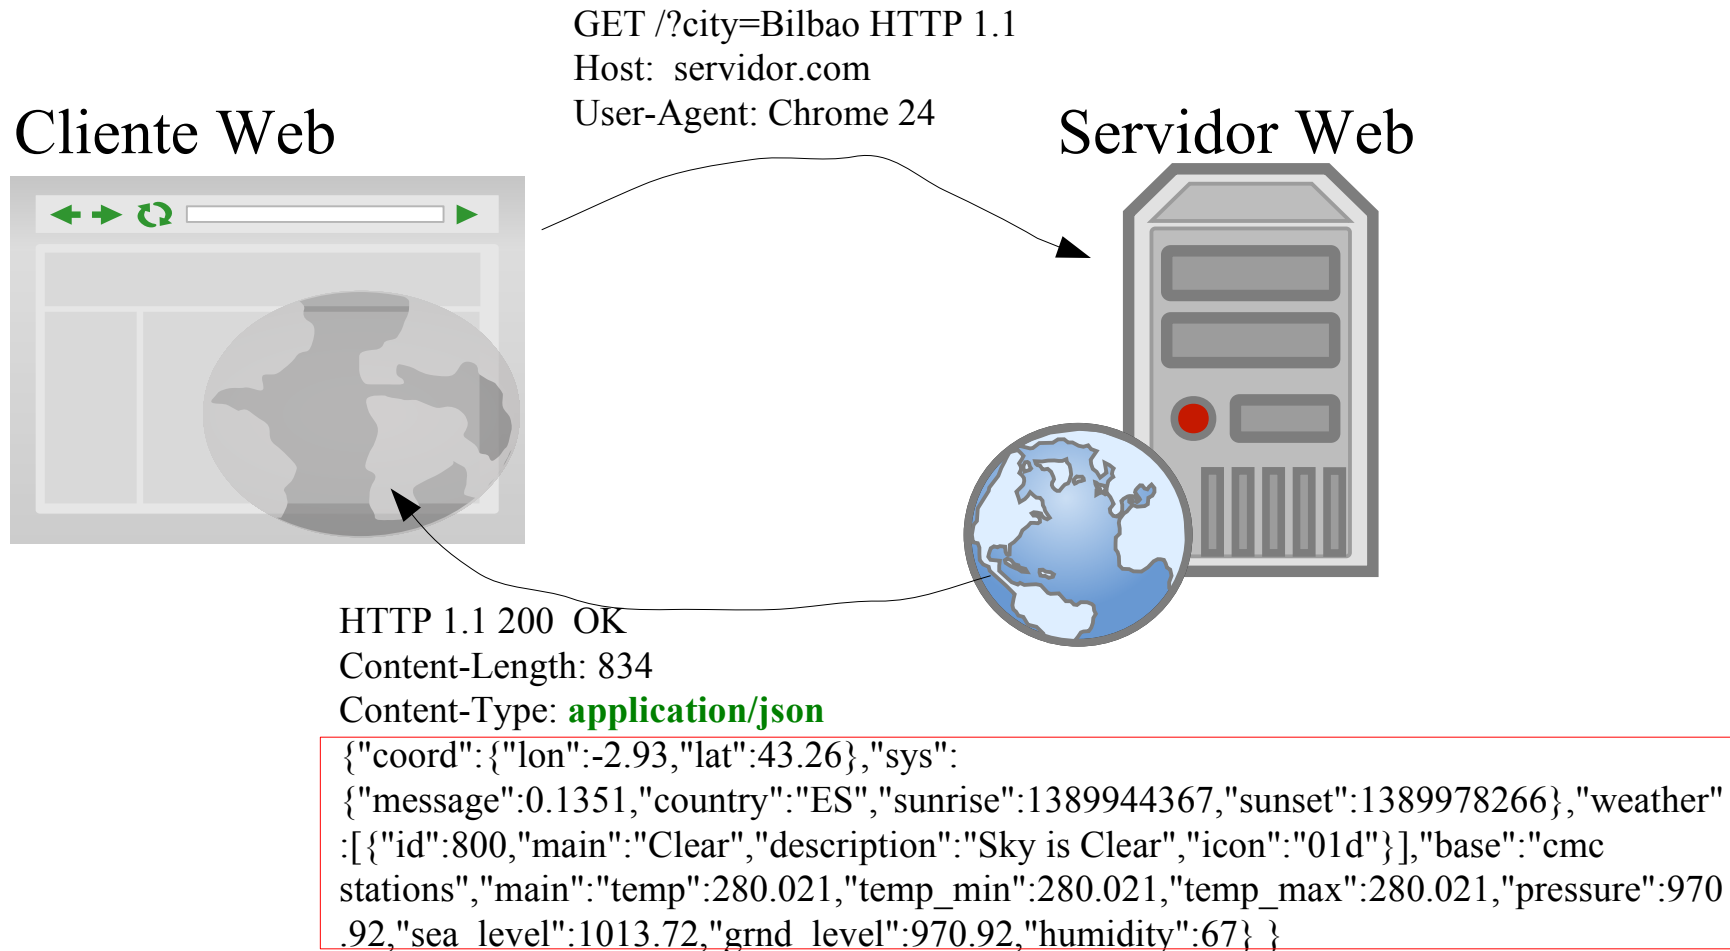 GET /?city=Bilbao HTTP 1.1
Host: servidor.com
User-Agent: Chrome 24
Cliente Web
Servidor Web
HTTP 1.1 200 OK
Content-Length: 834
Content-Type: application/json
{"coord":{"lon":-2.93,"lat":43.26},"sys":
{"message":0.1351,"country":"ES","sunrise":1389944367,"sunset":1389978266},"weather"
:[{"id":800,"main":"Clear","description":"Sky is Clear","icon":"01d"}],"base":"cmc
stations","main":"temp":280.021,"temp_min":280.021,"temp_max":280.021,"pressure":970
.92,"sea_level":1013.72,"grnd_level":970.92,"humidity":67} }